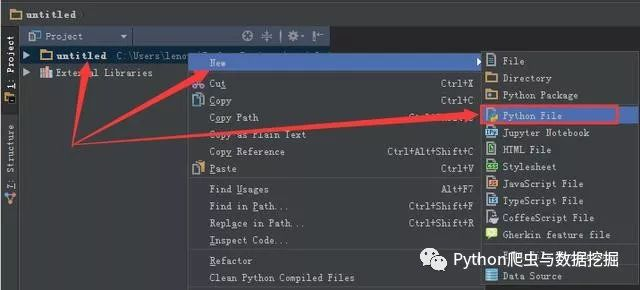 untitled
Project
untitled C:\Users\leno
External Libraries
1: Project
7: Structure
New
Cut Ctrl+X
Copy Ctrl+C
Copy Path
Copy as Plain Text
Copy Reference Ctrl+Alt+Shift+C
Paste Ctrl+V
Find Usages Alt+F7
Find in Path... Ctrl+Shift+F
Replace in Path... Ctrl+Shift+R
Inspect Code...
Refactor
Clean Python Compiled Files
File
Directory
Python Package
Python File
Jupyter Notebook
HTML File
Stylesheet
JavaScript File
TypeScript File
CoffeeScript File
Gherkin feature file
Data Source
Python爬虫与数据挖掘